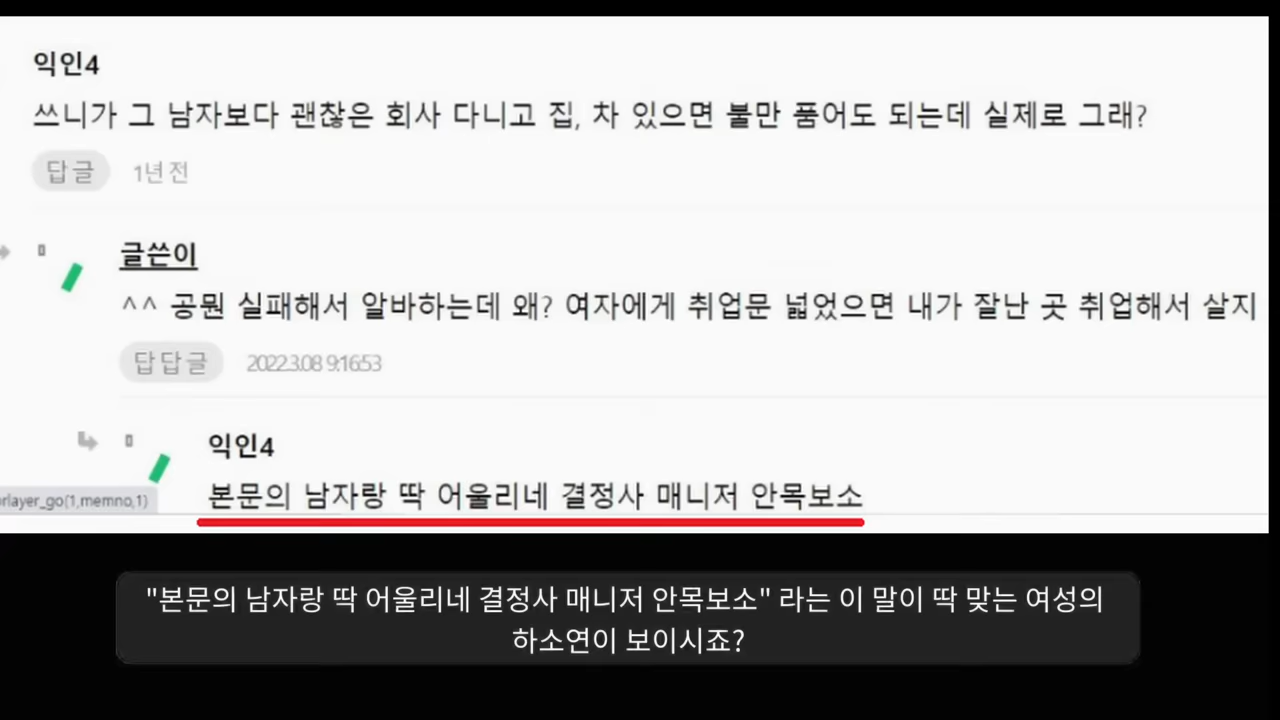 익인4
쓰니가 그 남자보다 괜찮은 회사 다니고 집, 차 있으면 불만 품어도 되는데 실제로 그래?
답글 1년 전
글쓴이
^^ 공뭔 실패해서 알바하는데 왜? 여자에게 취업문 넓었으면 내가 잘난 곳 취업해서 살지
답답글 2022.3.08 9:16:53
익인4
rlayer_go(1,memno,1)
본문의 남자랑 딱 어울리네 결정사 매니저 안목보소
"본문의 남자랑 딱 어울리네 결정사 매니저 안목보소" 라는 이 말이 딱 맞는 여성의
하소연이 보이시죠?